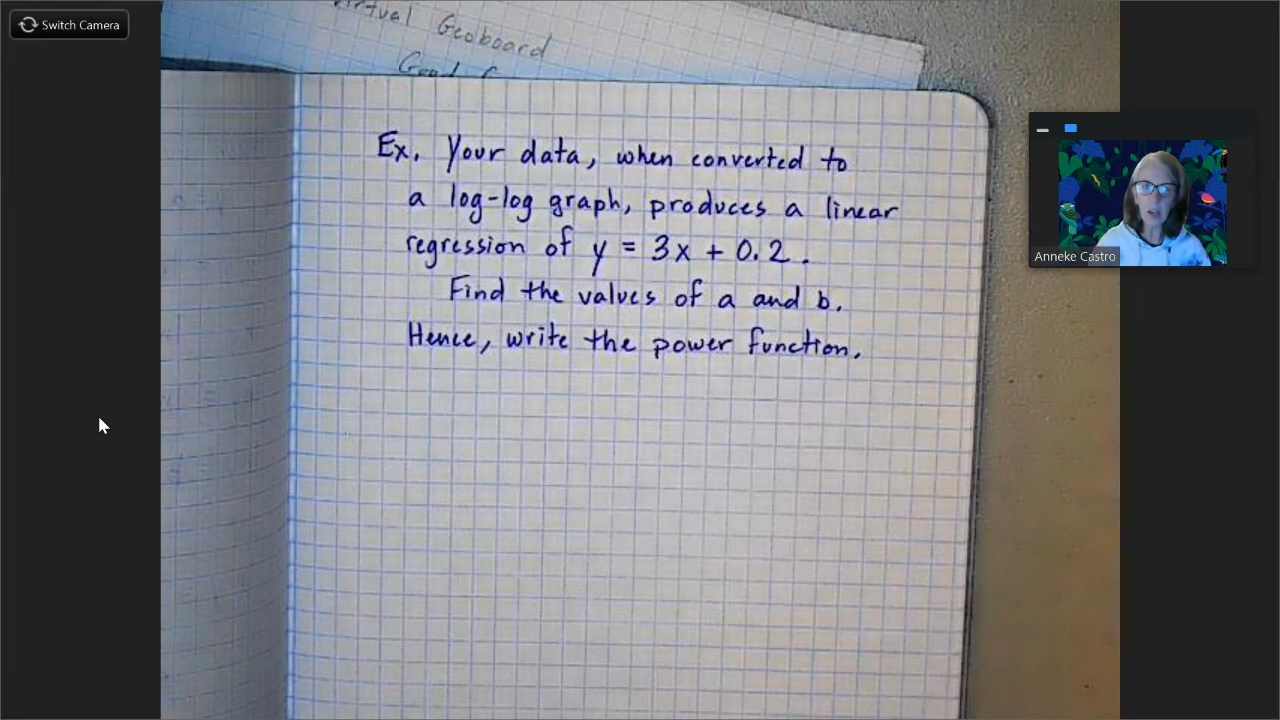 Switch Camera
Virtual Geoboard
Ex. Your data, when converted to
a log-log graph, produces a linear
regression of y = 3x + 0.2.
Find the values of a and b.
Hence, write the power function.
Anneke Castro